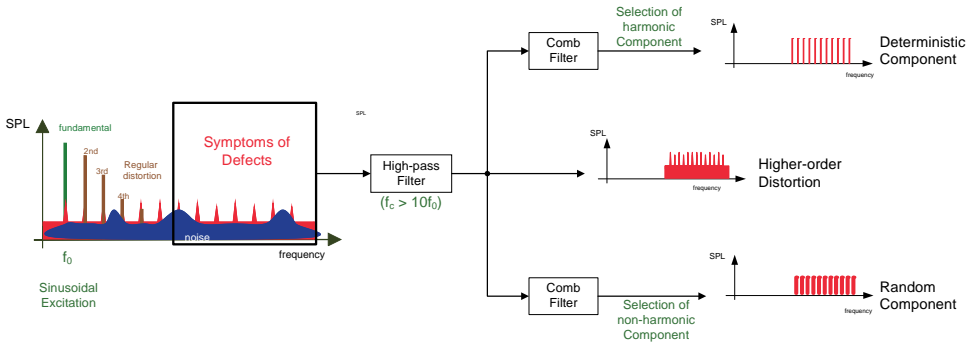 SPL
fundamental
2nd
3rd
4th
Regular
distortion
Symptoms of
Defects
noise
frequency
f0
Sinusoidal
Excitation
SPL
High-pass
Filter
(fc > 10f0)
Comb
Filter
Selection of
harmonic
Component
SPL
frequency
Deterministic
Component
SPL
frequency
Higher-order
Distortion
Comb
Filter
Selection of
non-harmonic
Component
SPL
frequency
Random
Component